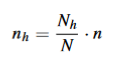 n_h = \frac{N_h}{N} \cdot n